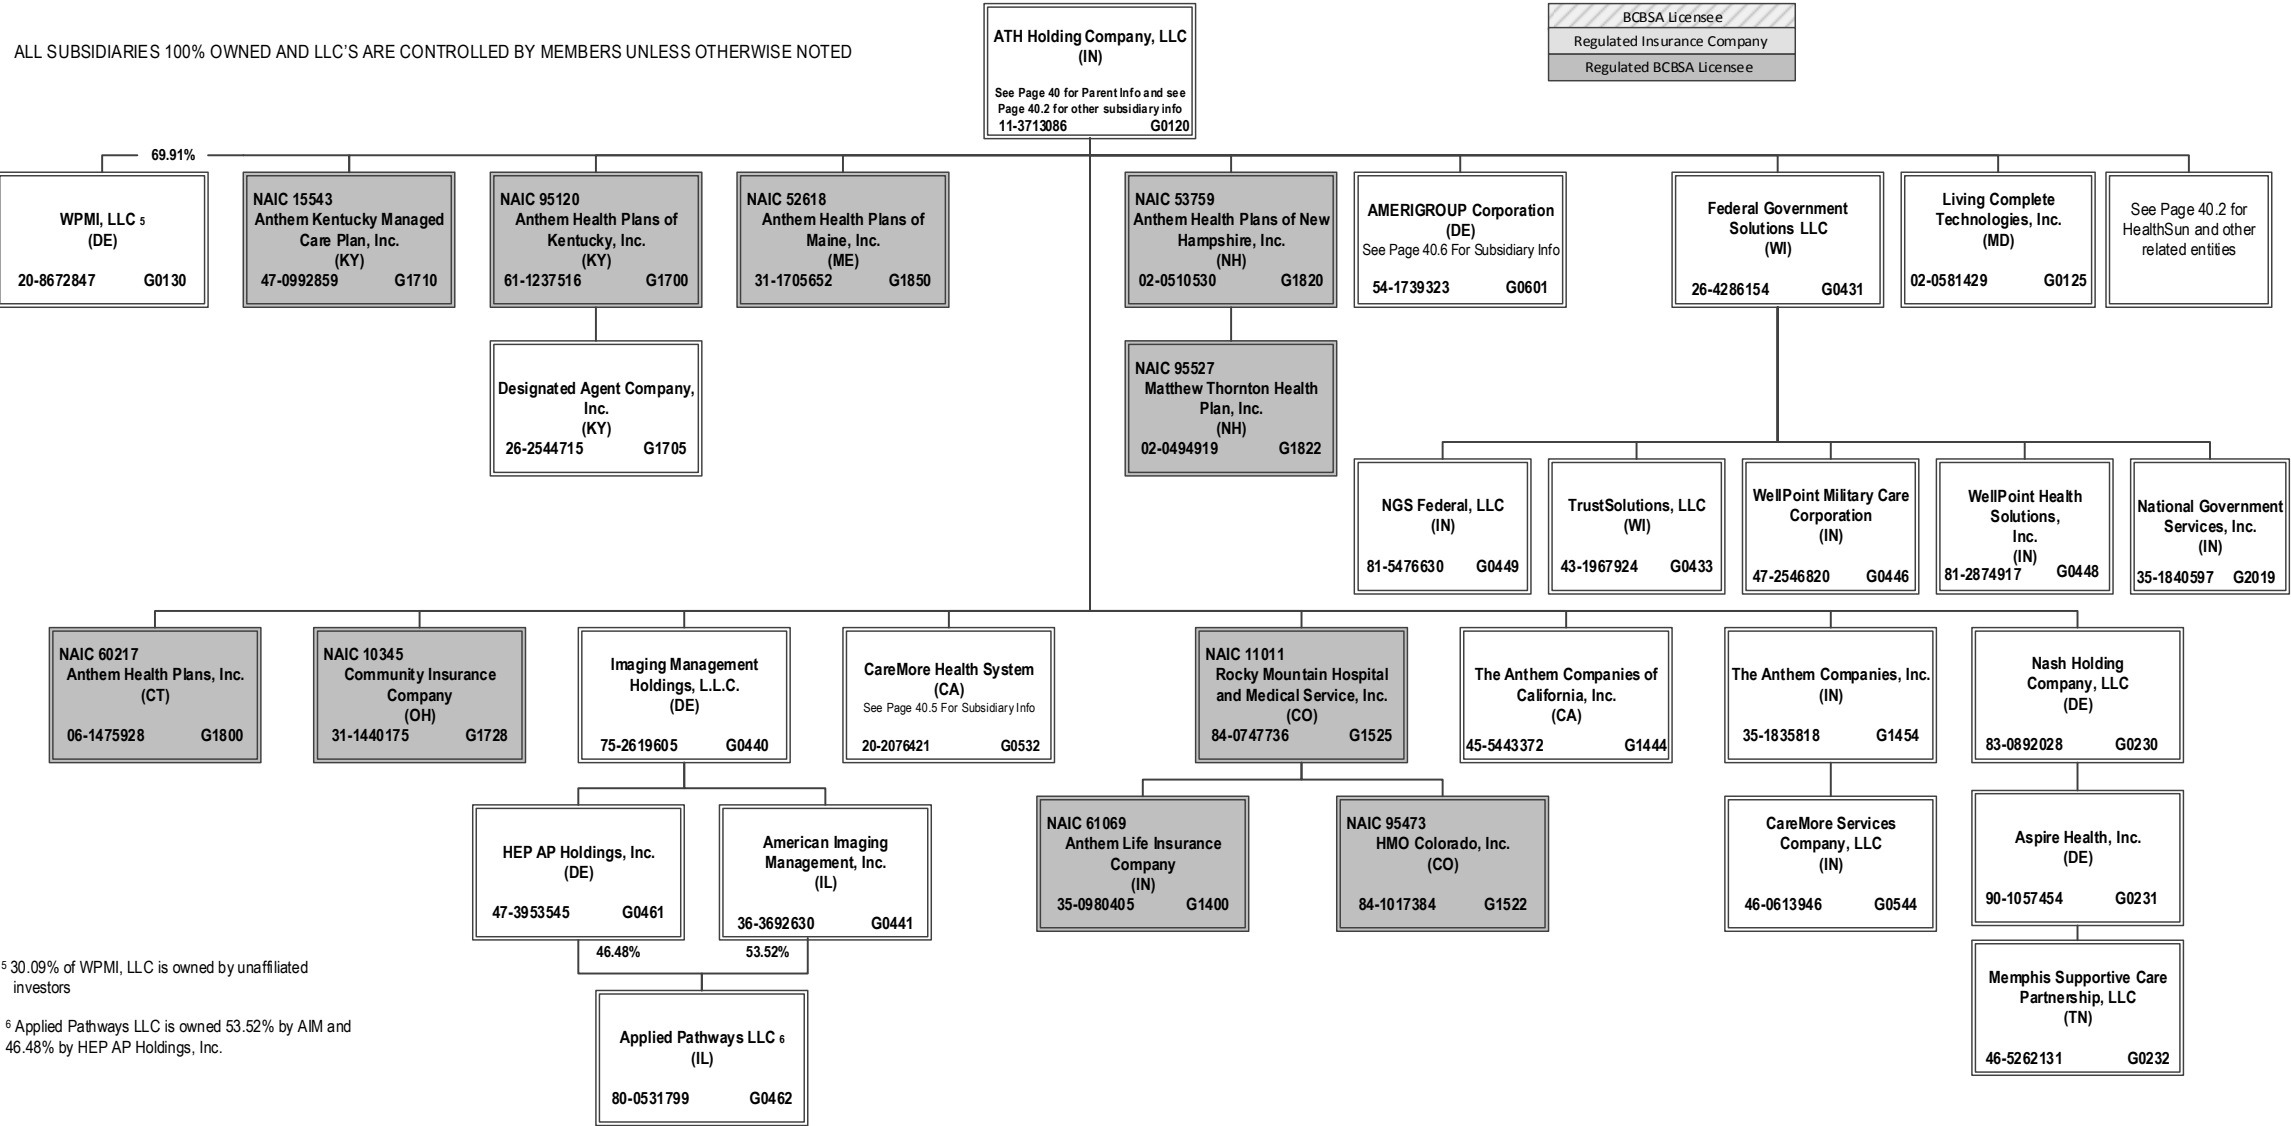 ALL SUBSIDIARIES 100% OWNED AND LLC'S ARE CONTROLLED BY MEMBERS UNLESS OTHERWISE NOTED
ATH Holding Company, LLC
(IN)
See Page 40 for Parent Info and see
Page 40.2 for other subsidiary info
11-3713086 G0120
BCBSA Licensee
Regulated Insurance Company
Regulated BCBSA Licensee
69.91%
WPMI, LLC 5
(DE)
20-8672847 G0130
NAIC 15543
Anthem Kentucky Managed
Care Plan, Inc.
(KY)
47-0992859 G1710
NAIC 95120
Anthem Health Plans of
Kentucky, Inc.
(KY)
61-1237516 G1700
NAIC 52618
Anthem Health Plans of
Maine, Inc.
(ME)
31-1705652 G1850
NAIC 53759
Anthem Health Plans of New
Hampshire, Inc.
(NH)
02-0510530 G1820
AMERIGROUP Corporation
(DE)
See Page 40.6 For Subsidiary Info
54-1739323 G0601
Federal Government
Solutions LLC
(WI)
26-4286154 G0431
Living Complete
Technologies, Inc.
(MD)
02-0581429 G0125
See Page 40.2 for
HealthSun and other
related entities
Designated Agent Company,
Inc.
(KY)
26-2544715 G1705
NAIC 95527
Matthew Thornton Health
Plan, Inc.
(NH)
02-0494919 G1822
NGS Federal, LLC
(IN)
81-5476630 G0449
TrustSolutions, LLC
(WI)
43-1967924 G0433
WellPoint Military Care
Corporation
(IN)
47-2546820 G0446
WellPoint Health
Solutions,
Inc.
(IN)
81-2874917 G0448
National Government
Services, Inc.
(IN)
35-1840597 G2019
NAIC 60217
Anthem Health Plans, Inc.
(CT)
06-1475928 G1800
NAIC 10345
Community Insurance
Company
(OH)
31-1440175 G1728
Imaging Management
Holdings, L.L.C.
(DE)
75-2619605 G0440
CareMore Health System
(CA)
See Page 40.5 For Subsidiary Info
20-2076421 G0532
NAIC 11011
Rocky Mountain Hospital
and Medical Service, Inc.
(CO)
84-0747736 G1525
The Anthem Companies of
California, Inc.
(CA)
45-5443372 G1444
The Anthem Companies, Inc.
(IN)
35-1835818 G1454
Nash Holding
Company, LLC
(DE)
83-0892028 G0230
HEP AP Holdings, Inc.
(DE)
47-3953545 G0461
American Imaging
Management, Inc.
(IL)
36-3692630 G0441
NAIC 61069
Anthem Life Insurance
Company
(IN)
35-0980405 G1400
NAIC 95473
HMO Colorado, Inc.
(CO)
84-1017384 G1522
CareMore Services
Company, LLC
(IN)
46-0613946 G0544
Aspire Health, Inc.
(DE)
90-1057454 G0231
46.48% 53.52%
Applied Pathways LLC 6
(IL)
80-0531799 G0462
Memphis Supportive Care
Partnership, LLC
(TN)
46-5262131 G0232
5 30.09% of WPMI, LLC is owned by unaffiliated
investors
6 Applied Pathways LLC is owned 53.52% by AIM and
46.48% by HEP AP Holdings, Inc.